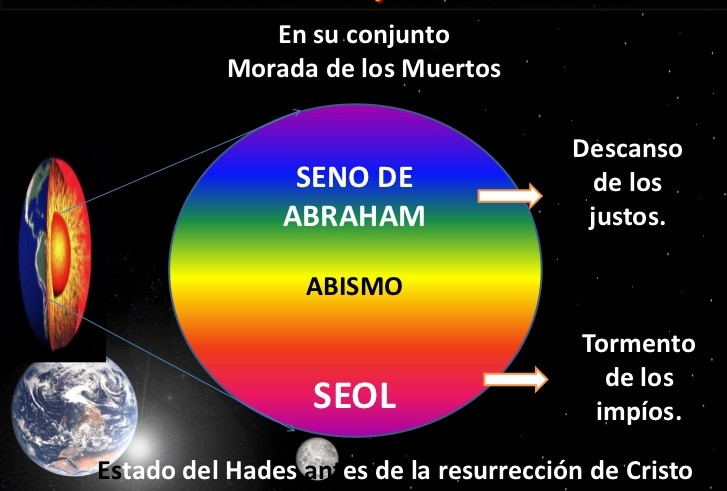 En su conjunto
Morada de los Muertos
SENO DE
ABRAHAM
Descanso
de los
justos.
ABISMO
SEOL
Tormento
de los
impíos.
Estado del Hades antes de la resurrección de Cristo